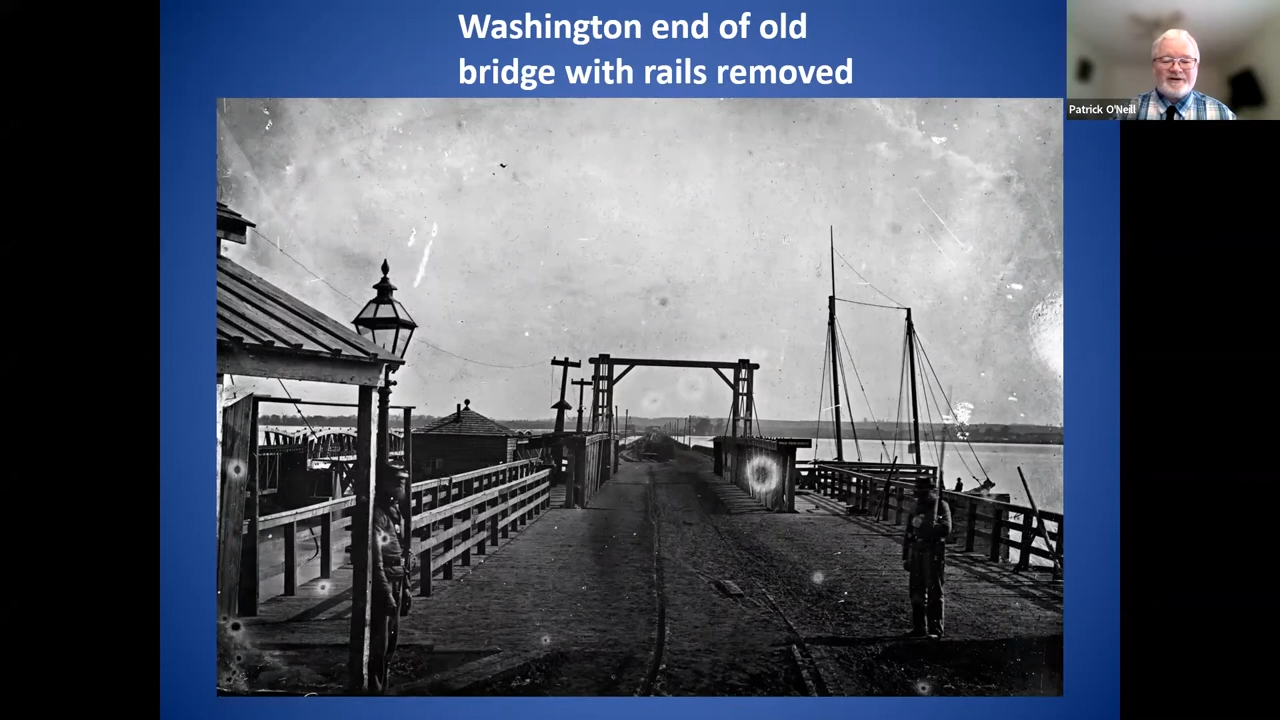 Washington end of old
bridge with rails removed
Patrick O'Neill